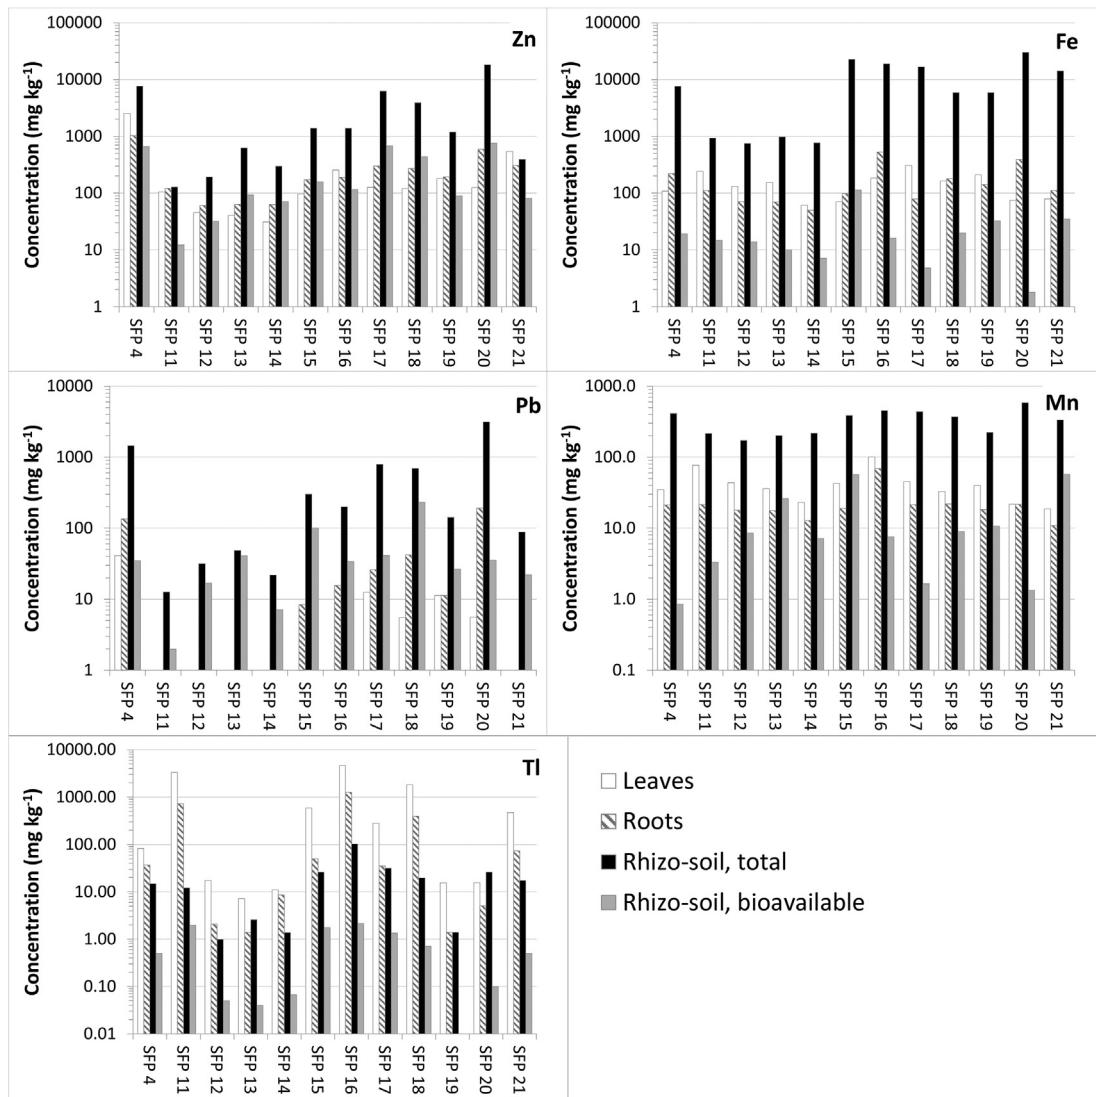 Zn
Concentration (mg kg-1)
100000
10000
1000
100
10
1
SFP 4
SFP 11
SFP 12
SFP 13
SFP 14
SFP 15
SFP 16
SFP 17
SFP 18
SFP 19
SFP 20
SFP 21
Fe
Concentration (mg kg-1)
100000
10000
1000
100
10
1
SFP 4
SFP 11
SFP 12
SFP 13
SFP 14
SFP 15
SFP 16
SFP 17
SFP 18
SFP 19
SFP 20
SFP 21
Pb
Concentration (mg kg-1)
10000
1000
100
10
1
SFP 4
SFP 11
SFP 12
SFP 13
SFP 14
SFP 15
SFP 16
SFP 17
SFP 18
SFP 19
SFP 20
SFP 21
Mn
Concentration (mg kg-1)
1000.0
100.0
10.0
1.0
0.1
SFP 4
SFP 11
SFP 12
SFP 13
SFP 14
SFP 15
SFP 16
SFP 17
SFP 18
SFP 19
SFP 20
SFP 21
Tl
Concentration (mg kg-1)
10000.00
1000.00
100.00
10.00
1.00
0.10
0.01
SFP 4
SFP 11
SFP 12
SFP 13
SFP 14
SFP 15
SFP 16
SFP 17
SFP 18
SFP 19
SFP 20
SFP 21
Leaves
Roots
Rhizo-soil, total
Rhizo-soil, bioavailable